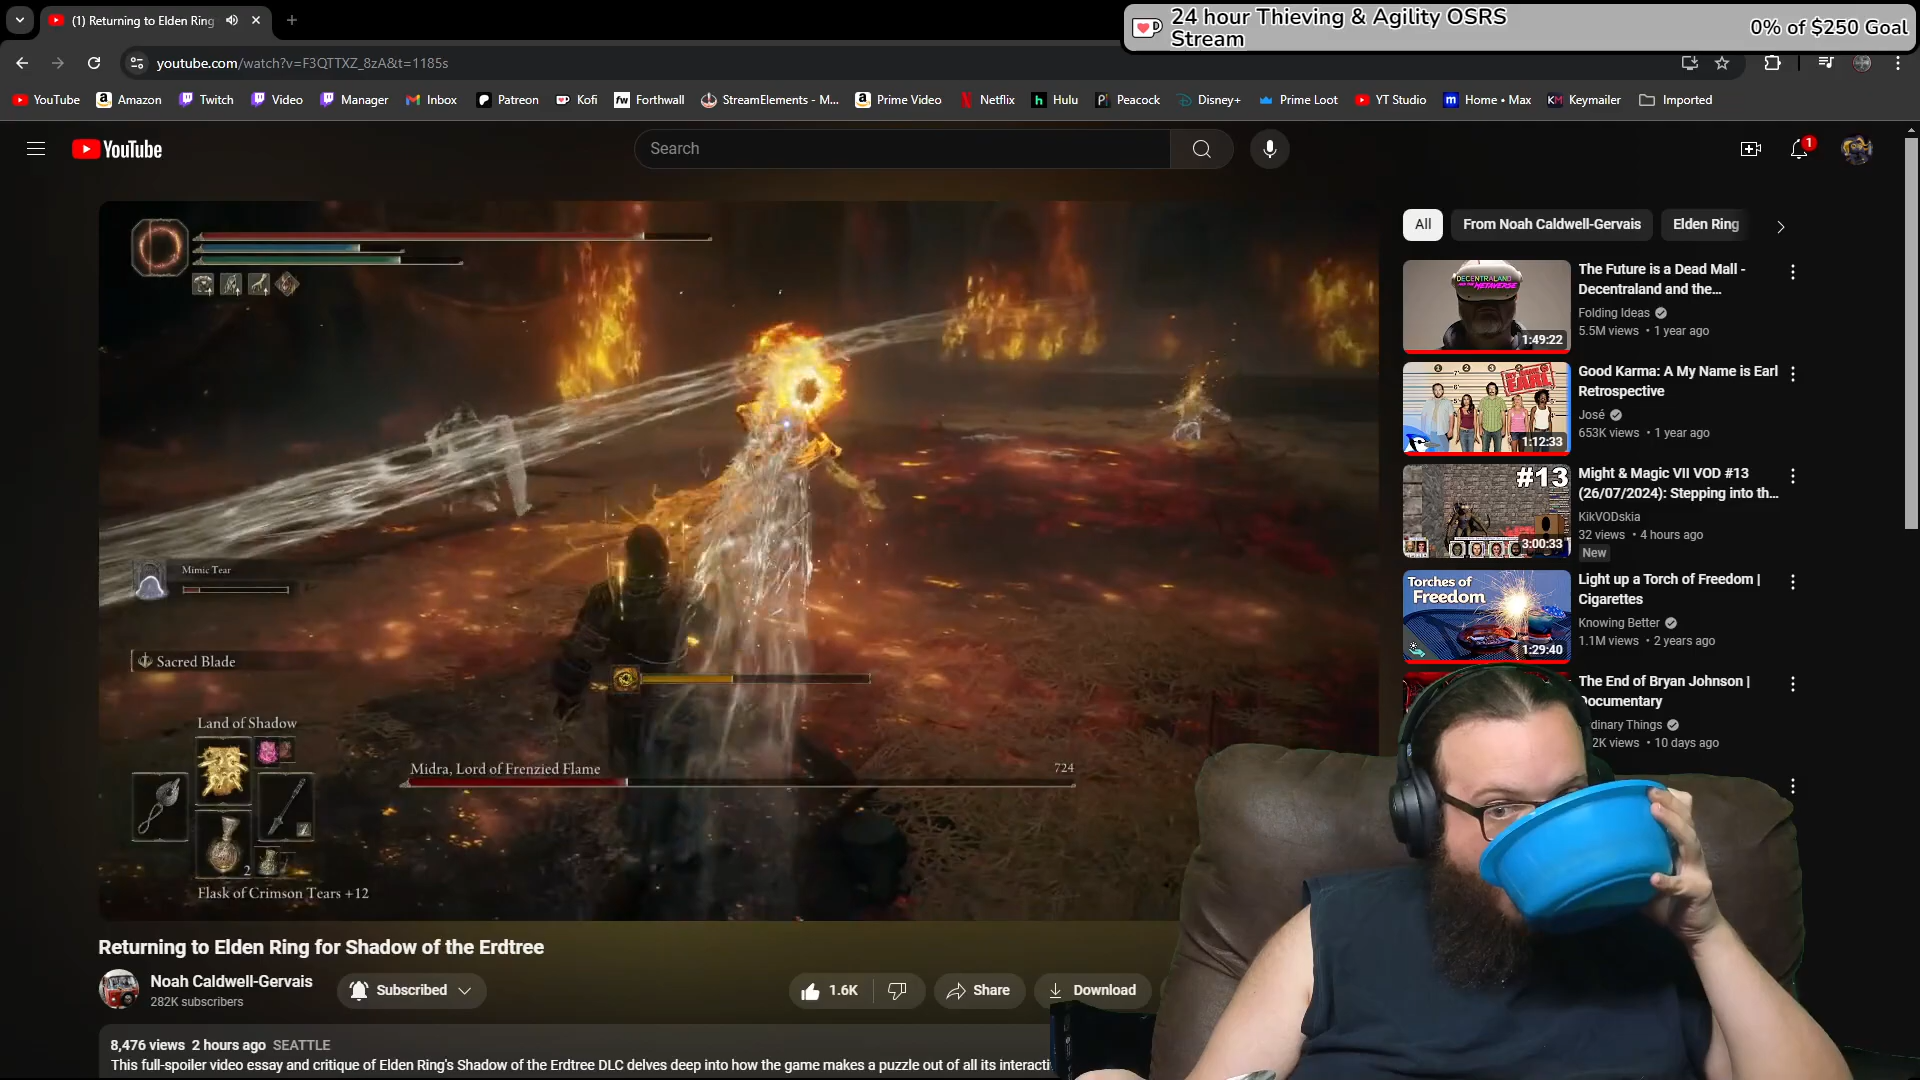 (1) Returning to Elden Ring
24 hour Thieving & Agility OSRS
Stream
0% of $250 Goal
youtube.com/watch?v=F3QTTXZ_8zA&t=1185s
YouTube
Amazon
Twitch
Video
Manager
Inbox
Patreon
Kofi
fw Forthwall
StreamElements - M...
Prime Video
Netflix
h Hulu
Peacock
Disney+
Prime Loot
YT Studio
m Home • Max
KM Keymailer
Imported
YouTube
Search
1
All
From Noah Caldwell-Gervais
Elden Ring
DECENTRALAND
1:49:22
The Future is a Dead Mall -
Decentraland and the...
Folding Ideas
5.5M views • 1 year ago
1:12:33
Good Karma: A My Name is Earl
Retrospective
José
653K views • 1 year ago
#13
3:00:33
Might & Magic VII VOD #13
(26/07/2024): Stepping into th...
KikVODskia
32 views • 4 hours ago
New
Torches of
Freedom
1:29:40
Light up a Torch of Freedom |
Cigarettes
Knowing Better
1.1M views • 2 years ago
The End of Bryan Johnson |
ocumentary
dinary Things
2K views • 10 days ago
Mimic Tear
Sacred Blade
Land of Shadow
2
Flask of Crimson Tears +12
Midra, Lord of Frenzied Flame
724
Returning to Elden Ring for Shadow of the Erdtree
Noah Caldwell-Gervais
282K subscribers
Subscribed
1.6K
Share
Download
8,476 views 2 hours ago SEATTLE
This full-spoiler video essay and critique of Elden Ring's Shadow of the Erdtree DLC delves deep into how the game makes a puzzle out of all its interacti